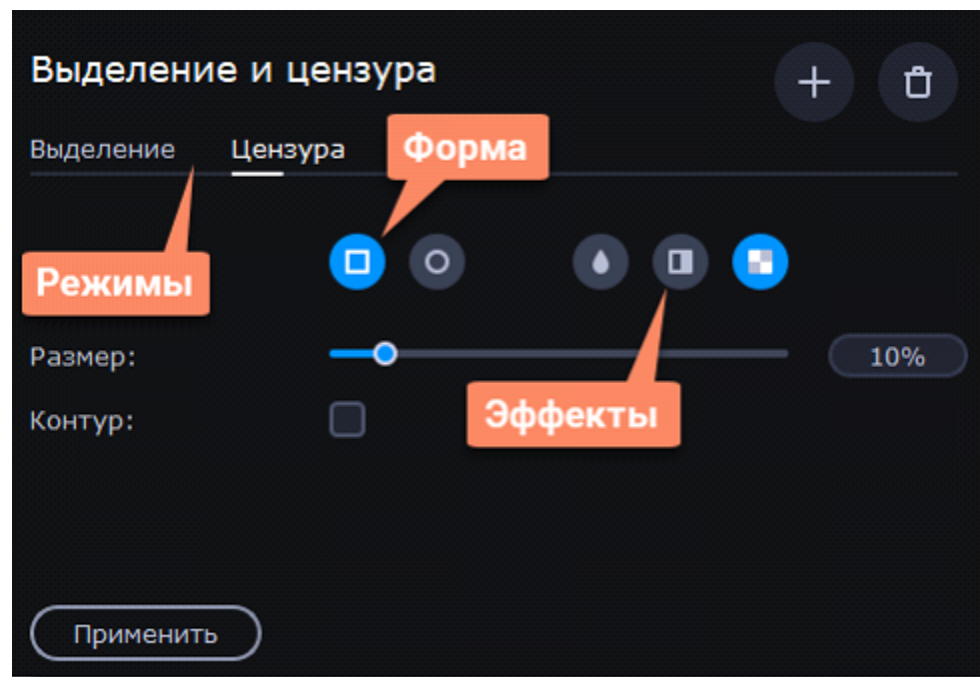 Выделение и цензура
Выделение Цензура
Форма
Режимы
Размер:
10%
Эффекты
Контур:
Применить